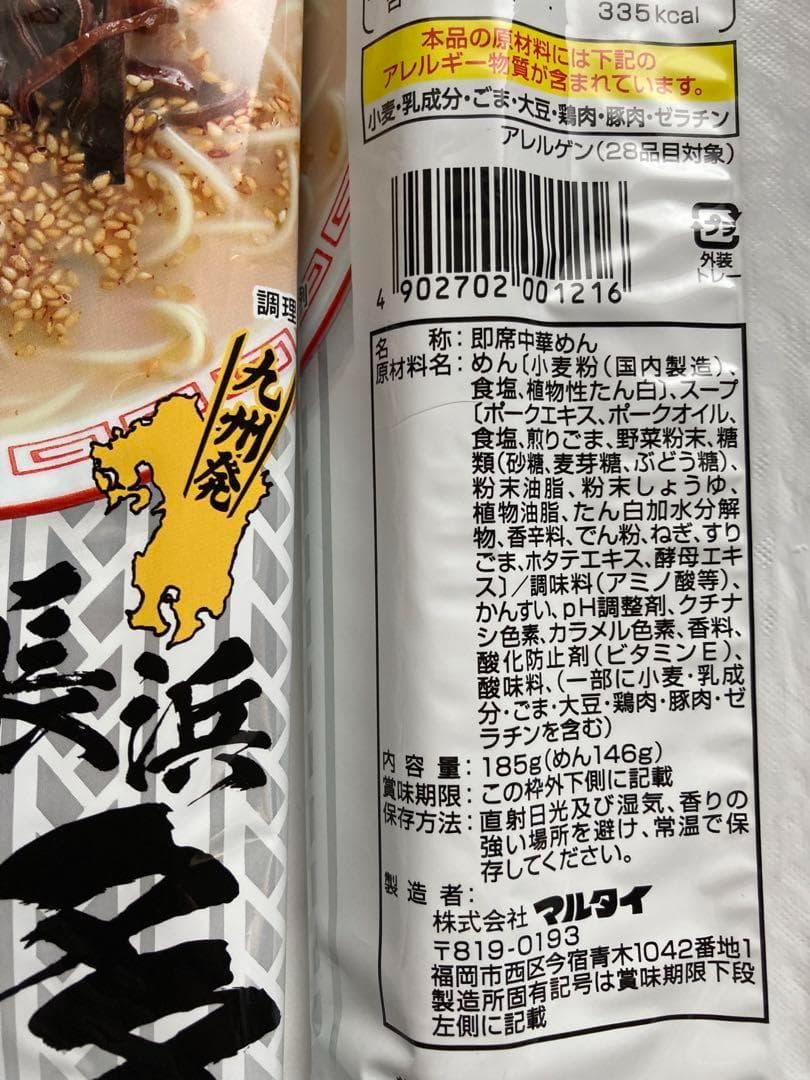 335kcal
本品の原材料には下記の
アレルギー物質が含まれています。
小麦・乳成分・ごま・大豆・鶏肉・豚肉・ゼラチン
アレルゲン(28品目対象)
プラ
外装
トレー
4 902702 001216
調理
九州発
長浜
名称:即席中華めん
原材料名:めん〔小麦粉(国内製造)、
食塩、植物性たん白〕、スープ
〔ポークエキス、ポークオイル、
食塩、煎りごま、野菜粉末、糖
類(砂糖、麦芽糖、ぶどう糖)、
粉末油脂、粉末しょうゆ、
植物油脂、たん白加水分解
物、香辛料、でん粉、ねぎ、すり
ごま、ホタテエキス、酵母エキ
ス〕/調味料(アミノ酸等)、
かんすい、pH調整剤、クチナ
シ色素、カラメル色素、香料、
酸化防止剤(ビタミンE)、
酸味料、(一部に小麦・乳成
分・ごま・大豆・鶏肉・豚肉・ゼ
ラチンを含む)
内容量:185g(めん146g)
賞味期限:この枠外下側に記載
保存方法:直射日光及び湿気、香りの
強い場所を避け、常温で保
存してください。
製造者:
株式会社マルタイ
〒819-0193
福岡市西区今宿青木1042番地1
製造所固有記号は賞味期限下段
左側に記載